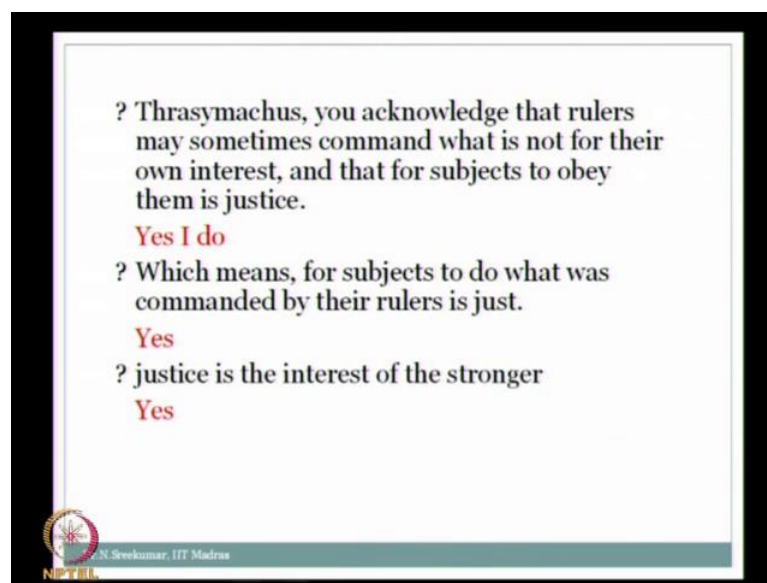 ? Thrasymachus, you acknowledge that rulers
may sometimes command what is not for their
own interest, and that for subjects to obey
them is justice.
Yes I do
? Which means, for subjects to do what was
commanded by their rulers is just.
Yes
? justice is the interest of the stronger
Yes
N.Sreekumar, IIT Madras
NPTEL